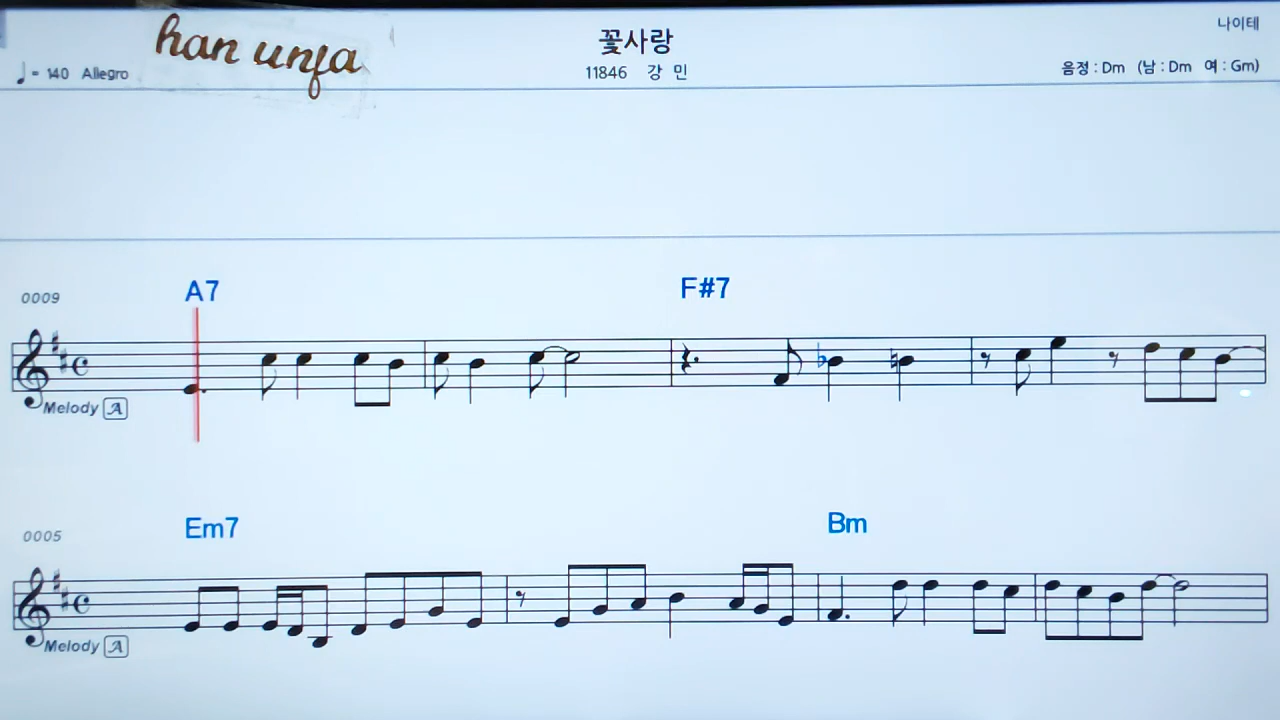 han unfa
나이테
꽃사랑
♩= 140 Allegro
11846 강 민
음정 : Dm (남 : Dm 여 : Gm)
0009
A7
F#7
Melody A
0005
Em7
Bm
Melody A